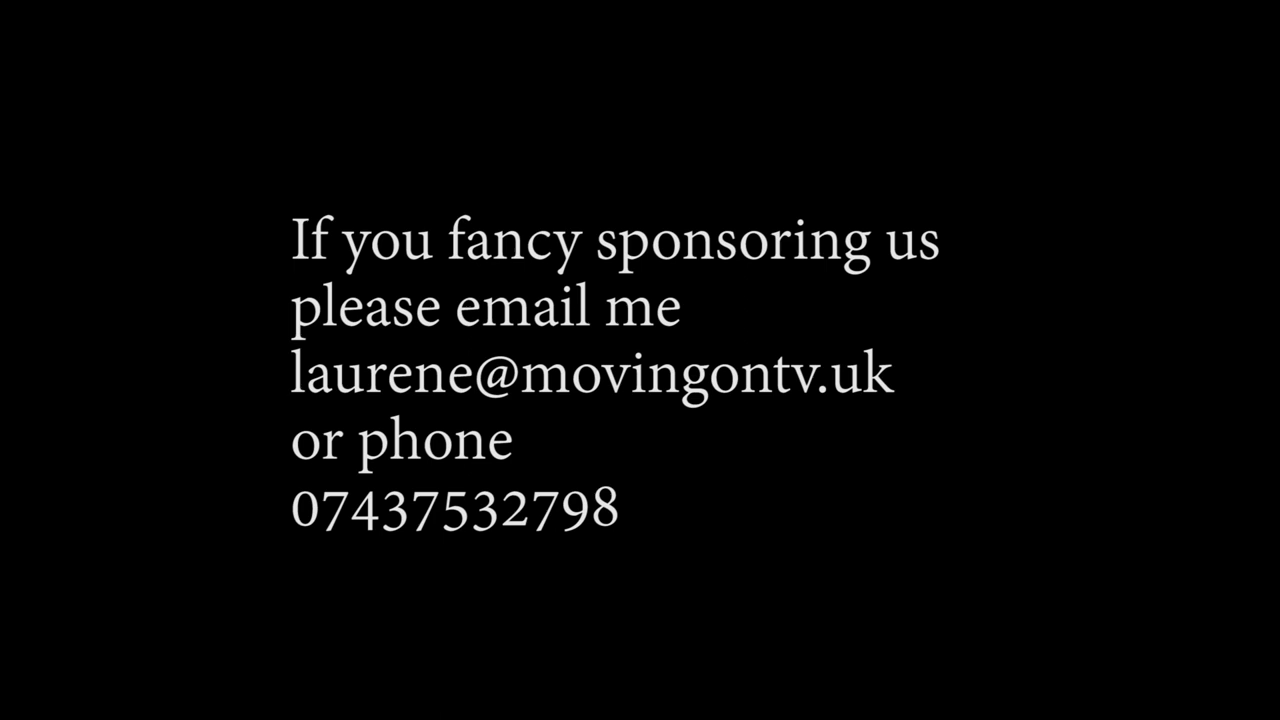 If you fancy sponsoring us
please email me
laurene@movingontv.uk
or phone
07437532798